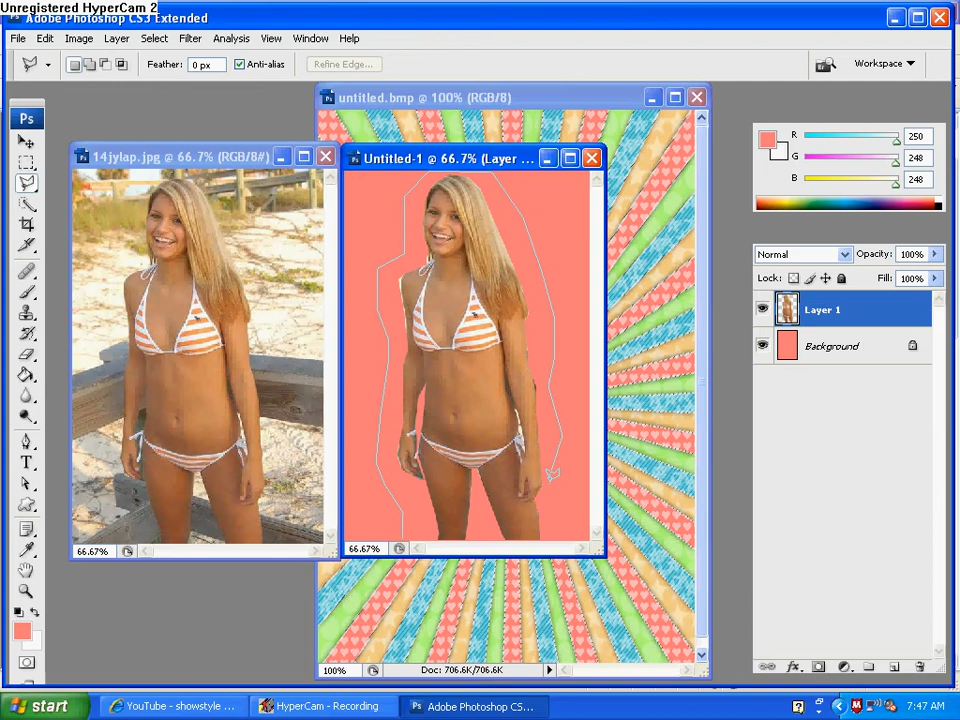 Unregistered HyperCam 2
Adobe Photoshop CS3 Extended
File Edit Image Layer Select Filter Analysis View Window Help
Feather: 0 px Anti-alias Refine Edge... Workspace
untitled.bmp @ 100% (RGB/8)
14jylap.jpg @ 66.7% (RGB/8#)
Untitled-1 @ 66.7% (Layer ...
Ps
R 250
G 248
B 248
Normal Opacity: 100%
Lock: Fill: 100%
Layer 1
Background
T
66.67%
66.67%
100% Doc: 706.6K/706.6K
fx
start YouTube - showstyle ... HyperCam - Recording Adobe Photoshop CS... 7:47 AM